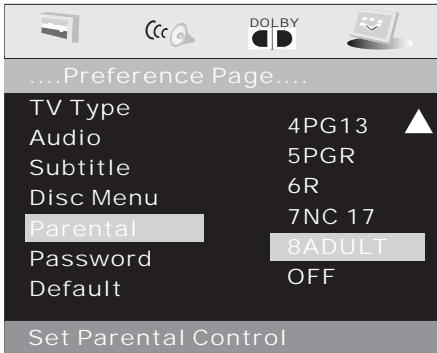 DOLBY
....Preference Page....
TV Type
Audio
Subtitle
Disc Menu
Parental
Password
Default
4PG13
5PGR
6R
7NC 17
8ADULT
OFF
Set Parental Control